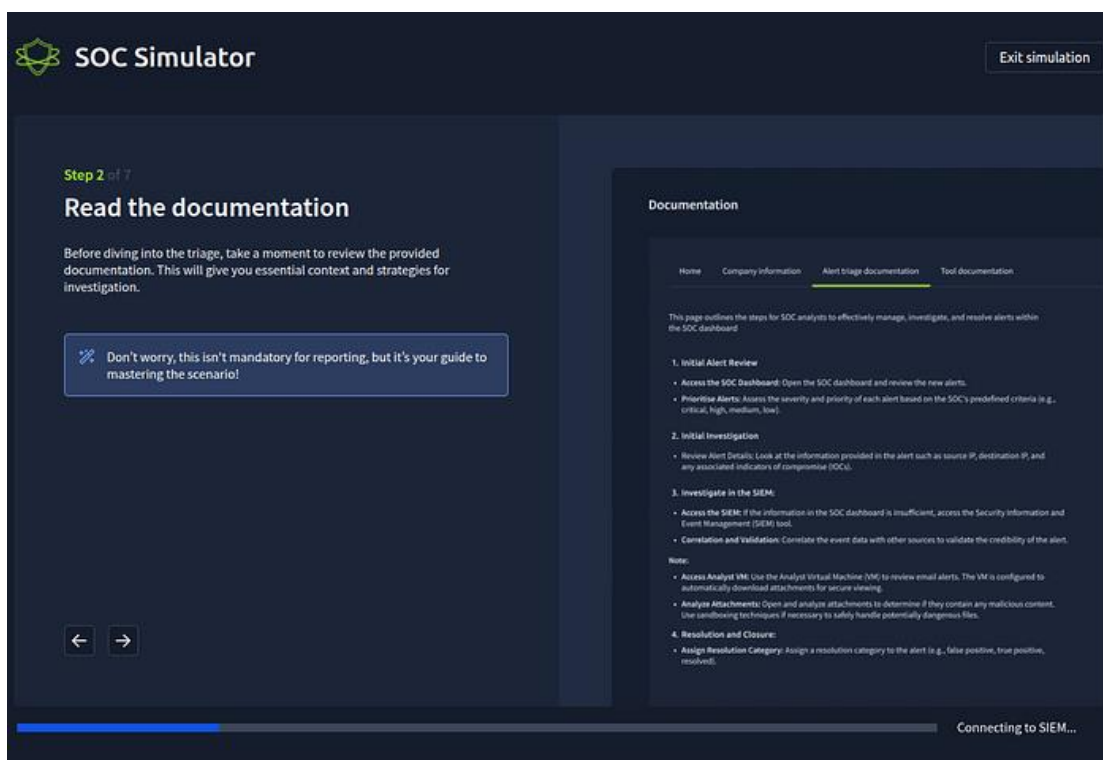 SOC Simulator
Exit simulation
Step 2 of 7
Read the documentation
Before diving into the triage, take a moment to review the provided
documentation. This will give you essential context and strategies for
investigation.
Don't worry, this isn't mandatory for reporting, but it's your guide to
mastering the scenario!
Documentation
Home Company information Alert triage documentation Tool documentation
This page outlines the steps for SOC analysts to effectively manage, investigate, and resolve alerts within
the SOC dashboard
1. Initial Alert Review
• Access the SOC Dashboard: Open the SOC dashboard and review the new alerts.
• Prioritise Alerts: Assess the severity and priority of each alert based on the SOC's predefined criteria (e.g.,
critical, high, medium, low).
2. Initial Investigation
• Review Alert Details: Look at the information provided in the alert such as source IP, destination IP, and
any associated indicators of compromise (IOCs).
3. Investigate in the SIEM:
• Access the SIEM: If the information in the SOC dashboard is insufficient, access the Security Information and
Event Management (SIEM) tool.
• Correlation and Validation: Correlate the event data with other sources to validate the credibility of the alert.
Note:
• Access Analyst VM: Use the Analyst Virtual Machine (VM) to review email alerts. The VM is configured to
automatically download attachments for secure viewing.
• Analyze Attachments: Open and analyze attachments to determine if they contain any malicious content.
Use sandboxing techniques if necessary to safely handle potentially dangerous files.
4. Resolution and Closure:
• Assign Resolution Category: Assign a resolution category to the alert (e.g., false positive, true positive,
resolved).
Connecting to SIEM...